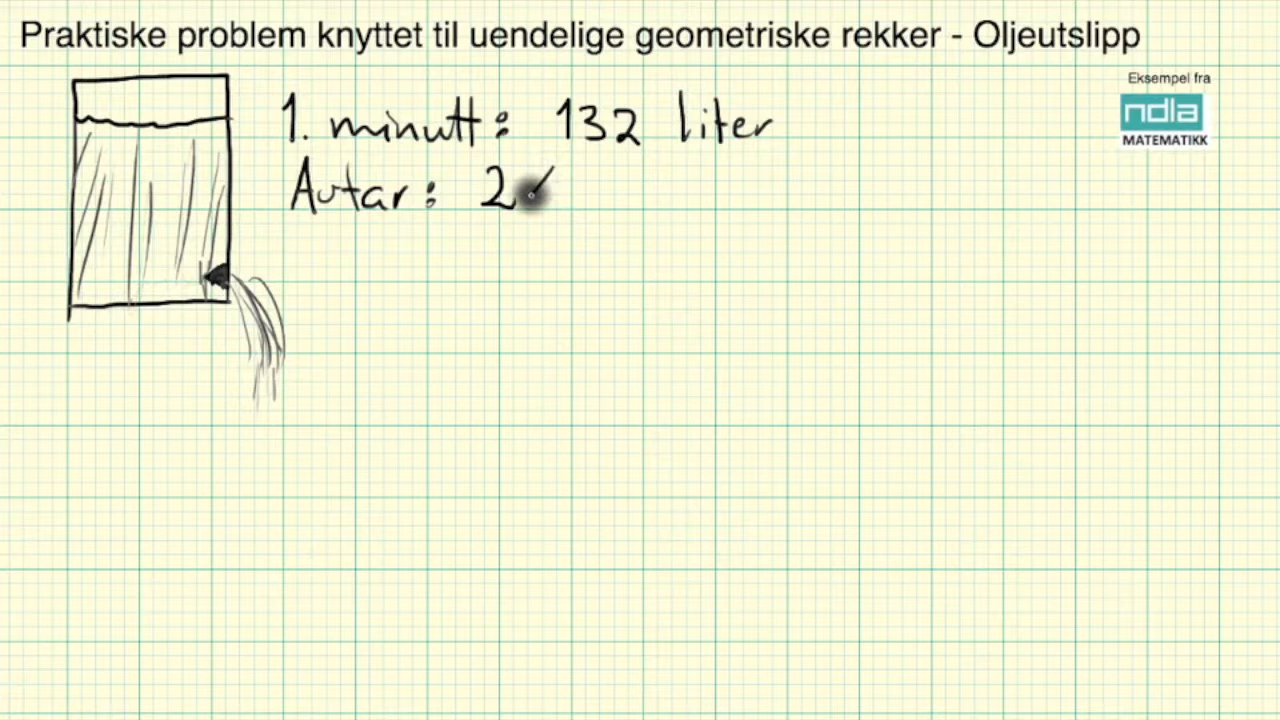 Praktiske problem knyttet til uendelige geometriske rekker - Oljeutslipp
Eksempel fra
ndla
MATEMATIKK
1. minutt: 132 liter
Avtar: 2